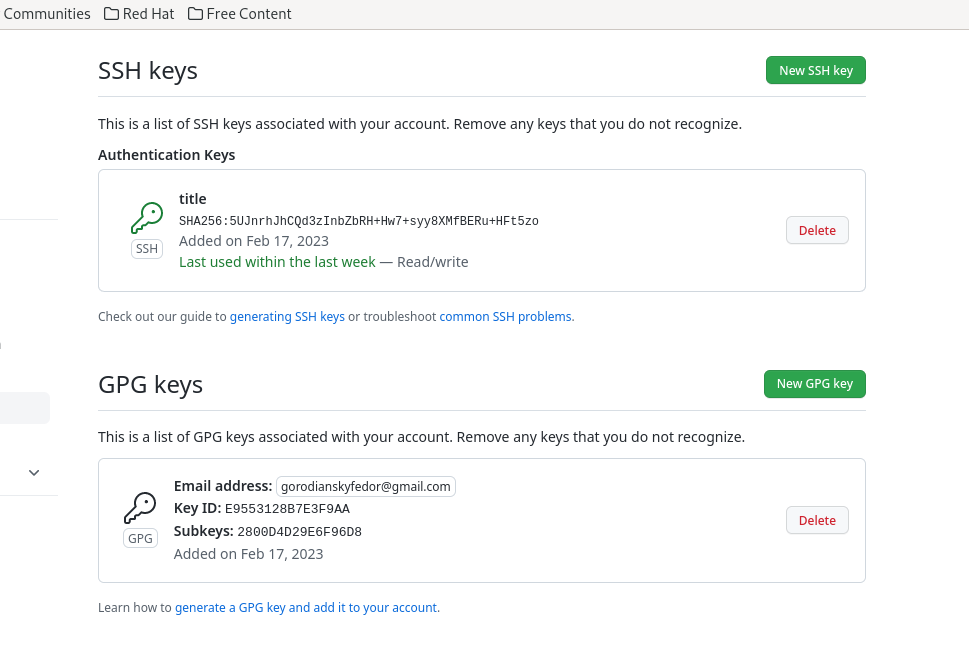 Communities Red Hat Free Content
SSH keys
New SSH key
This is a list of SSH keys associated with your account. Remove any keys that you do not recognize.
Authentication Keys
title
SHA256:5UJnrhJhCQd3zInbZbRH+Hw7+syy8XMfBERu+HFt5zo
Added on Feb 17, 2023
Last used within the last week — Read/write
SSH
Delete
Check out our guide to generating SSH keys or troubleshoot common SSH problems.
GPG keys
New GPG key
This is a list of GPG keys associated with your account. Remove any keys that you do not recognize.
Email address: gorodianskyfedor@gmail.com
Key ID: E9553128B7E3F9AA
Subkeys: 2800D4D29E6F96D8
Added on Feb 17, 2023
GPG
Delete
Learn how to generate a GPG key and add it to your account.